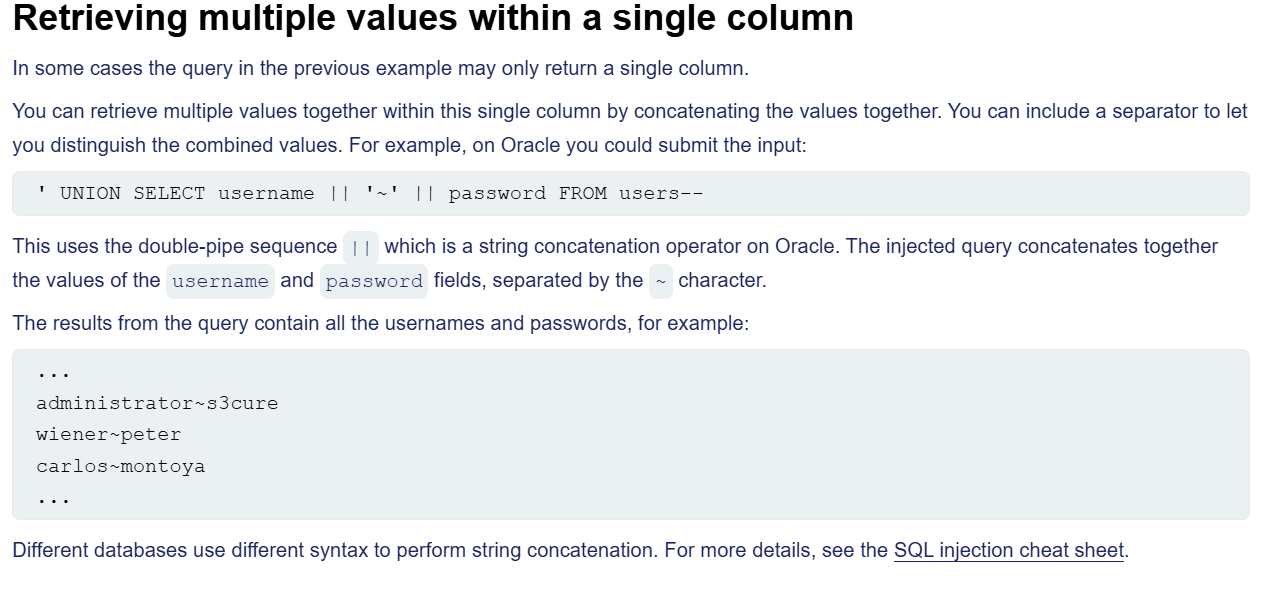 Retrieving multiple values within a single column
In some cases the query in the previous example may only return a single column.
You can retrieve multiple values together within this single column by concatenating the values together. You can include a separator to let
you distinguish the combined values. For example, on Oracle you could submit the input:
' UNION SELECT username || '~' || password FROM users--
This uses the double-pipe sequence || which is a string concatenation operator on Oracle. The injected query concatenates together
the values of the username and password fields, separated by the ~ character.
The results from the query contain all the usernames and passwords, for example:
...
administrator~s3cure
wiener~peter
carlos~montoya
...
Different databases use different syntax to perform string concatenation. For more details, see the SQL injection cheat sheet.